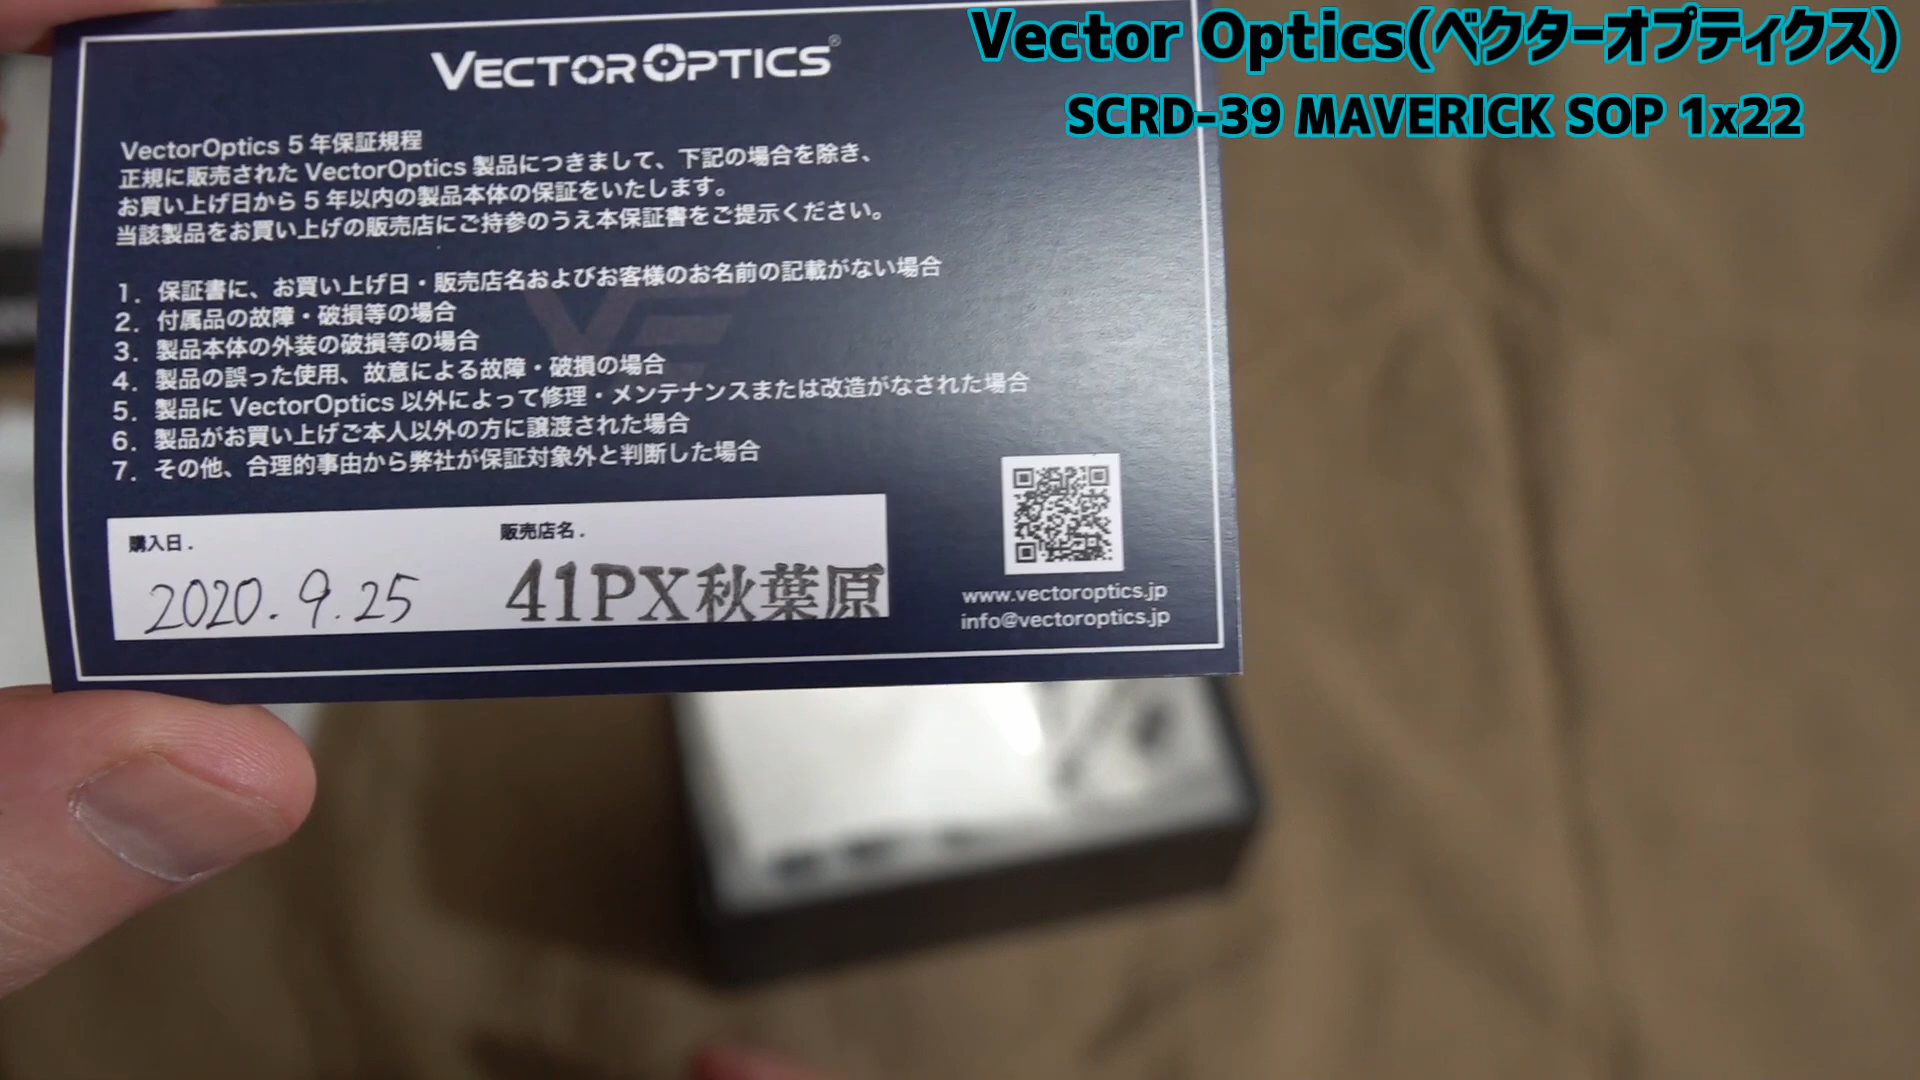 Vector Optics(ベクターオプティクス)
SCRD-39 MAVERICK SOP 1x22
VECTOR OPTICS®
VectorOptics 5 年保証規程
正規に販売された VectorOptics 製品につきまして、下記の場合を除き、
お買い上げ日から 5 年以内の製品本体の保証をいたします。
当該製品をお買い上げの販売店にご持参のうえ本保証書をご提示ください。
1. 保証書に、お買い上げ日・販売店名およびお客様のお名前の記載がない場合
2. 付属品の故障・破損等の場合
3. 製品本体の外装の破損等の場合
4. 製品の誤った使用、故意による故障・破損の場合
5. 製品に VectorOptics 以外によって修理・メンテナンスまたは改造がなされた場合
6. 製品がお買い上げご本人以外の方に譲渡された場合
7. その他、合理的事由から弊社が保証対象外と判断した場合
購入日.
2020.9.25
販売店名.
41PX秋葉原
www.vectoroptics.jp
info@vectoroptics.jp